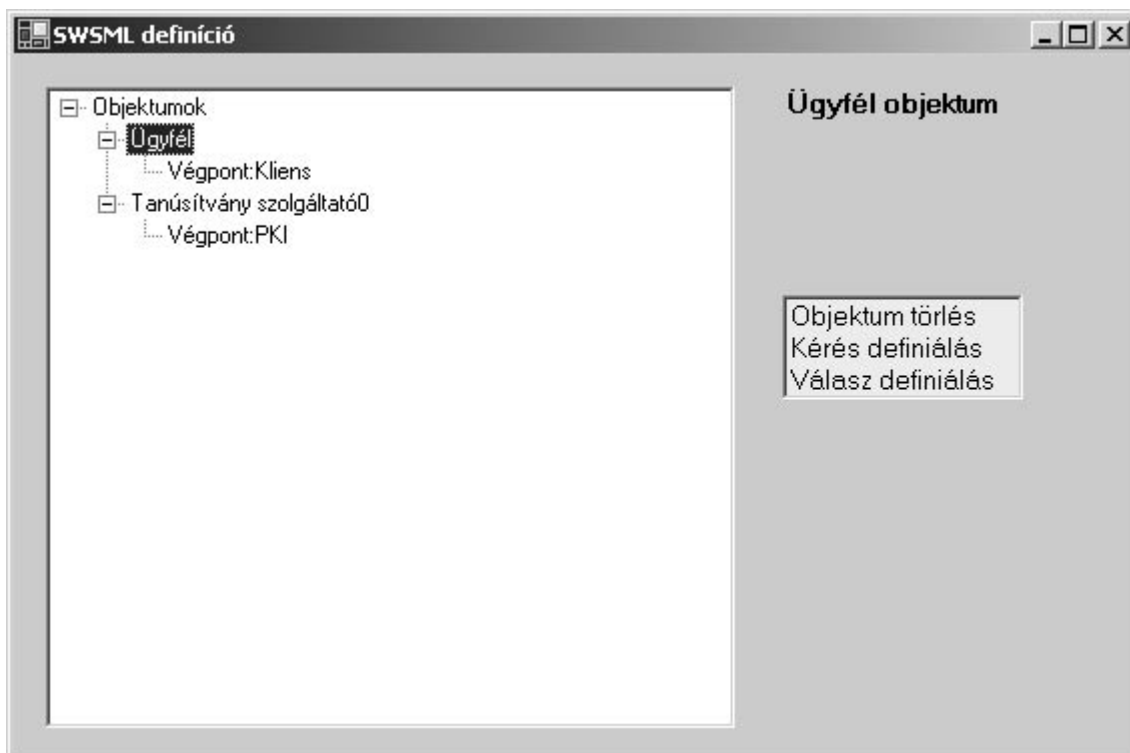 SWSML definíció
Objektumok
Ügyfél
Végpont:Kliens
Tanúsítvány szolgáltató0
Végpont:PKI
Ügyfél objektum
Objektum törlés
Kérés definiálás
Válasz definiálás